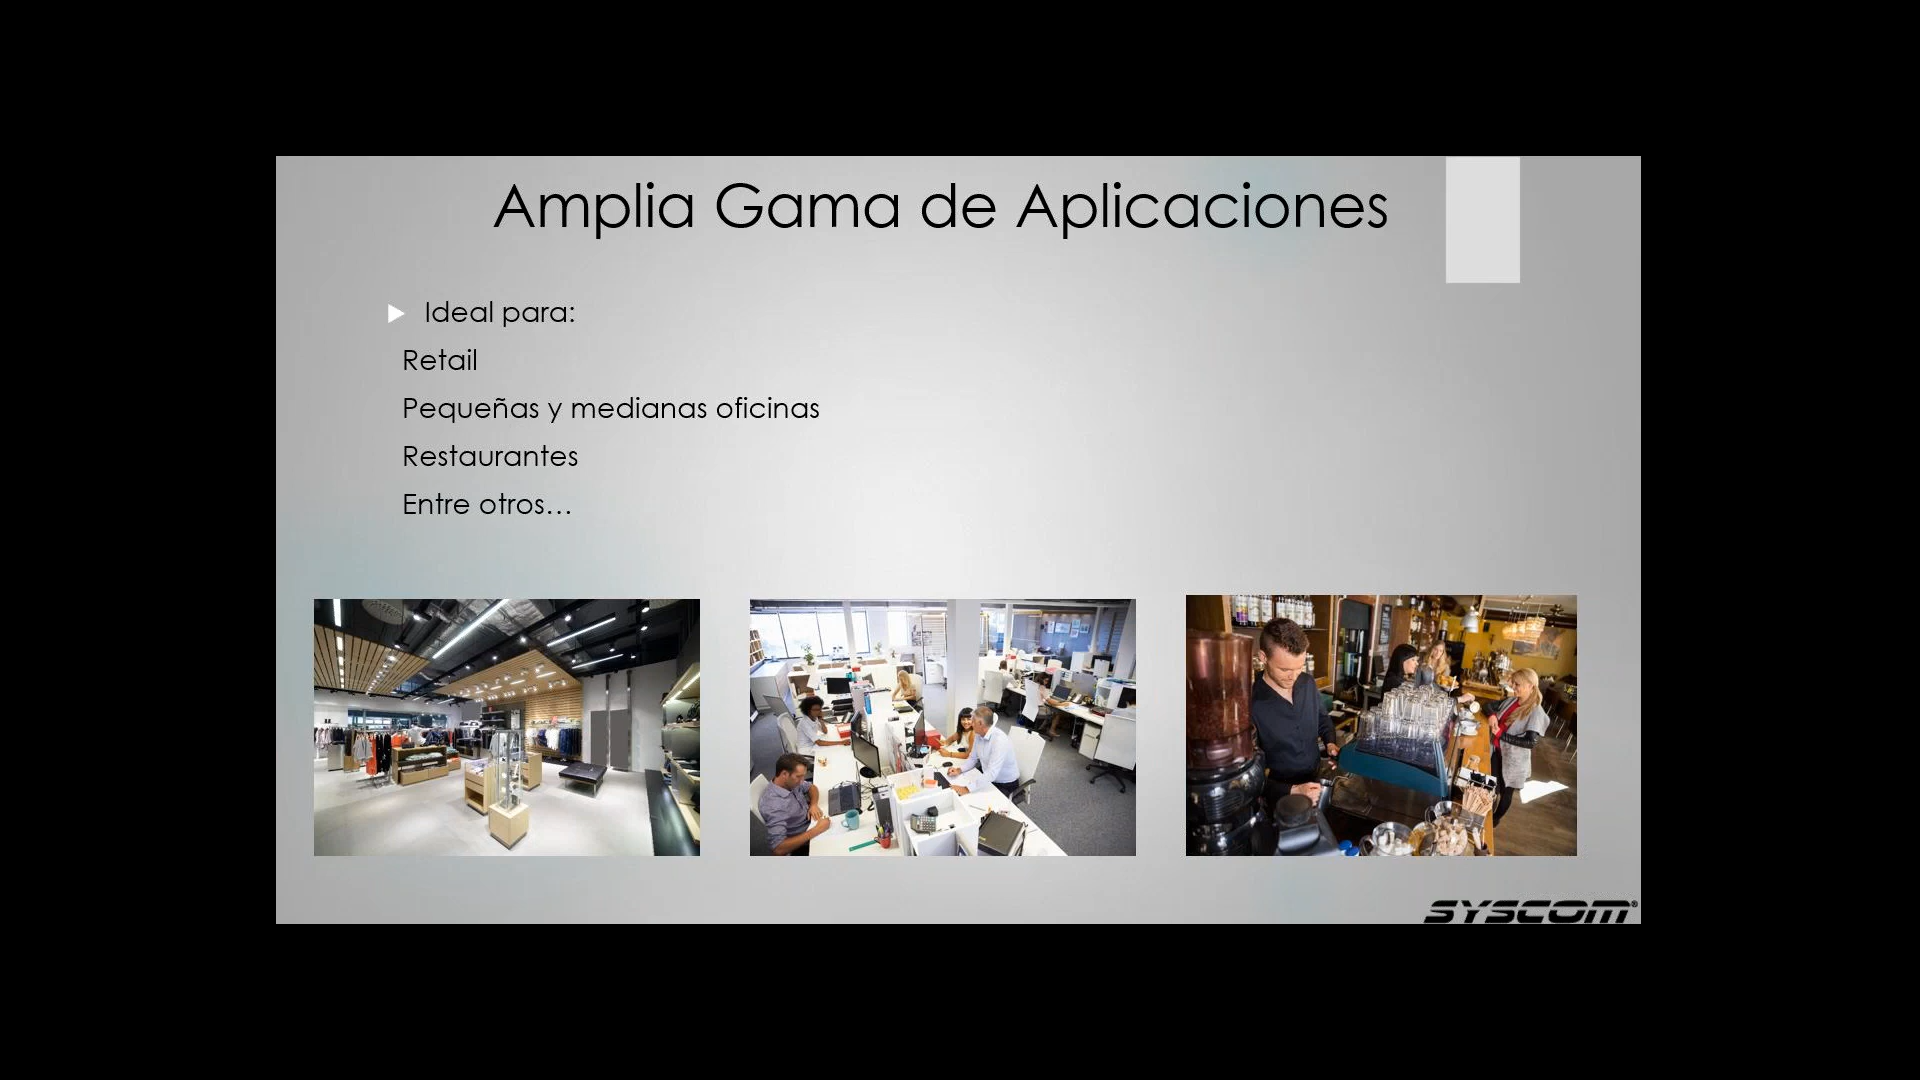 Amplia Gama de Aplicaciones
Ideal para:
Retail
Pequeñas y medianas oficinas
Restaurantes
Entre otros…
SYSCOM®